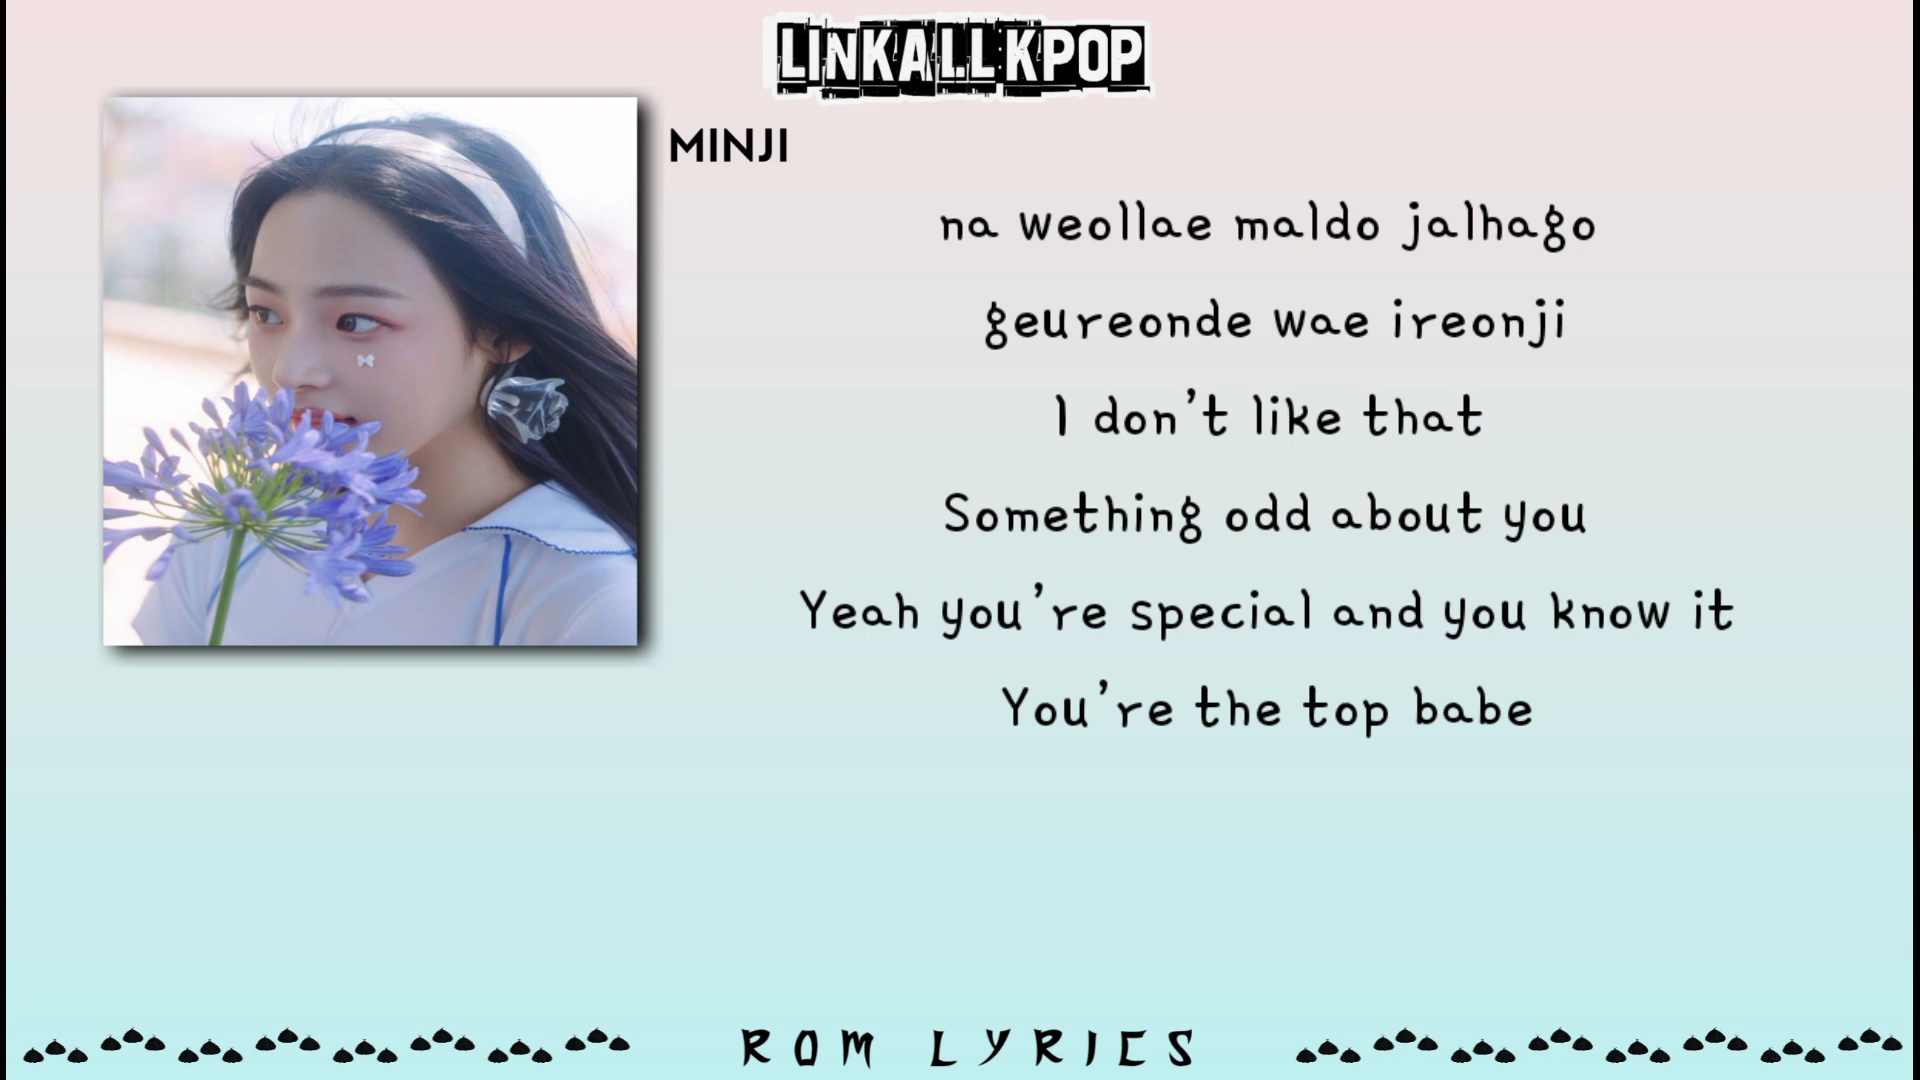 LINKALLKPOP
MINJI
na weollae maldo jalhago
geureonde wae ireonji
I don't like that
Something odd about you
Yeah you're special and you know it
You're the top babe
ROM LYRICS